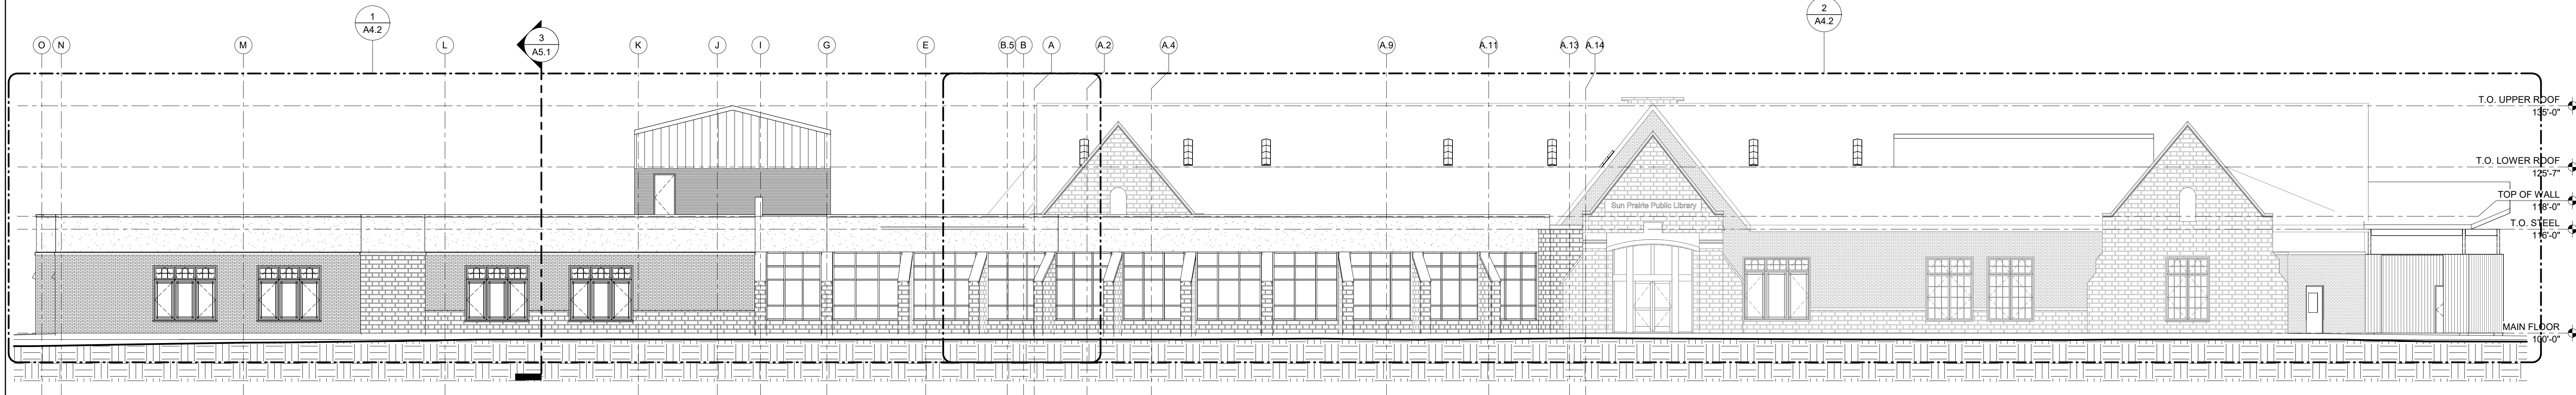 1
A4.2
2
A4.2
3
A5.1
O
N
M
L
K
J
I
G
E
B.5
B
A
A.2
A.4
A.9
A.11
A.13
A.14
T.O. UPPER ROOF
135'-0"
T.O. LOWER ROOF
125'-7"
TOP OF WALL
118'-0"
Sun Prairie Public Library
T.O. STEEL
116'-0"
MAIN FLOOR
100'-0"